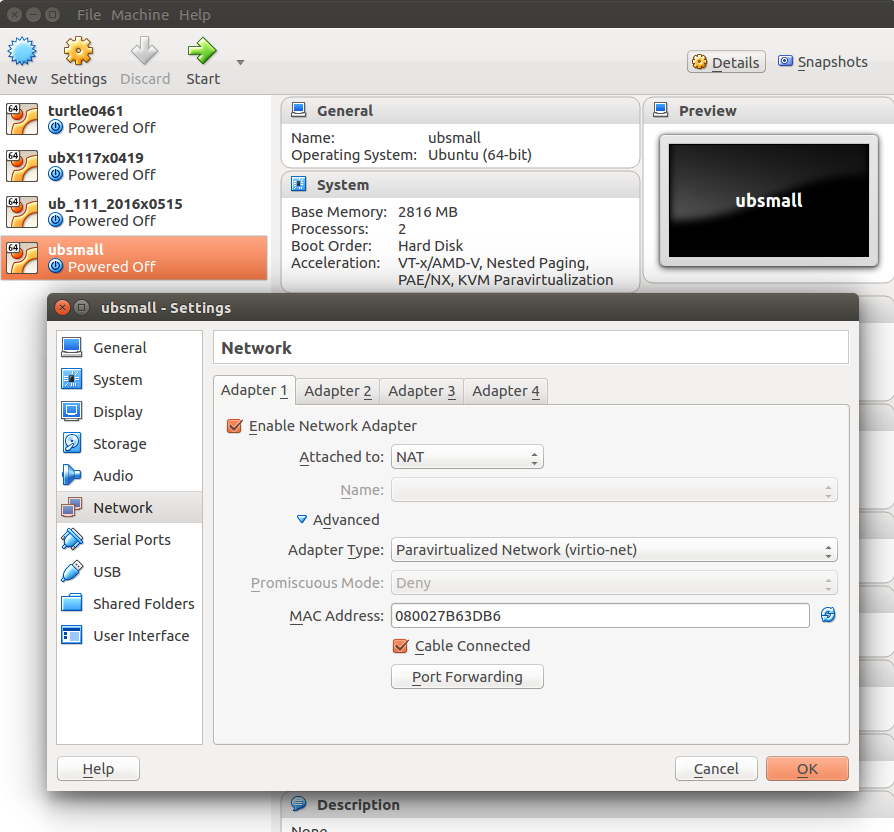 File Machine Help
New Settings Discard Start Details Snapshots
64 turtle0461
Powered Off
64 ubX117x0419
Powered Off
64 ub_111_2016x0515
Powered Off
64 ubsmall
Powered Off
General
Name: ubsmall
Operating System: Ubuntu (64-bit)
System
Base Memory: 2816 MB
Processors: 2
Boot Order: Hard Disk
Acceleration: VT-x/AMD-V, Nested Paging,
PAE/NX, KVM Paravirtualization
Preview
ubsmall
ubsmall - Settings
General
System
Display
Storage
Audio
Network
Serial Ports
USB
Shared Folders
User Interface
Network
Adapter 1 Adapter 2 Adapter 3 Adapter 4
Enable Network Adapter
Attached to: NAT
Name:
Advanced
Adapter Type: Paravirtualized Network (virtio-net)
Promiscuous Mode: Deny
MAC Address: 080027B63DB6
Cable Connected
Port Forwarding
Help Cancel OK
Description
None